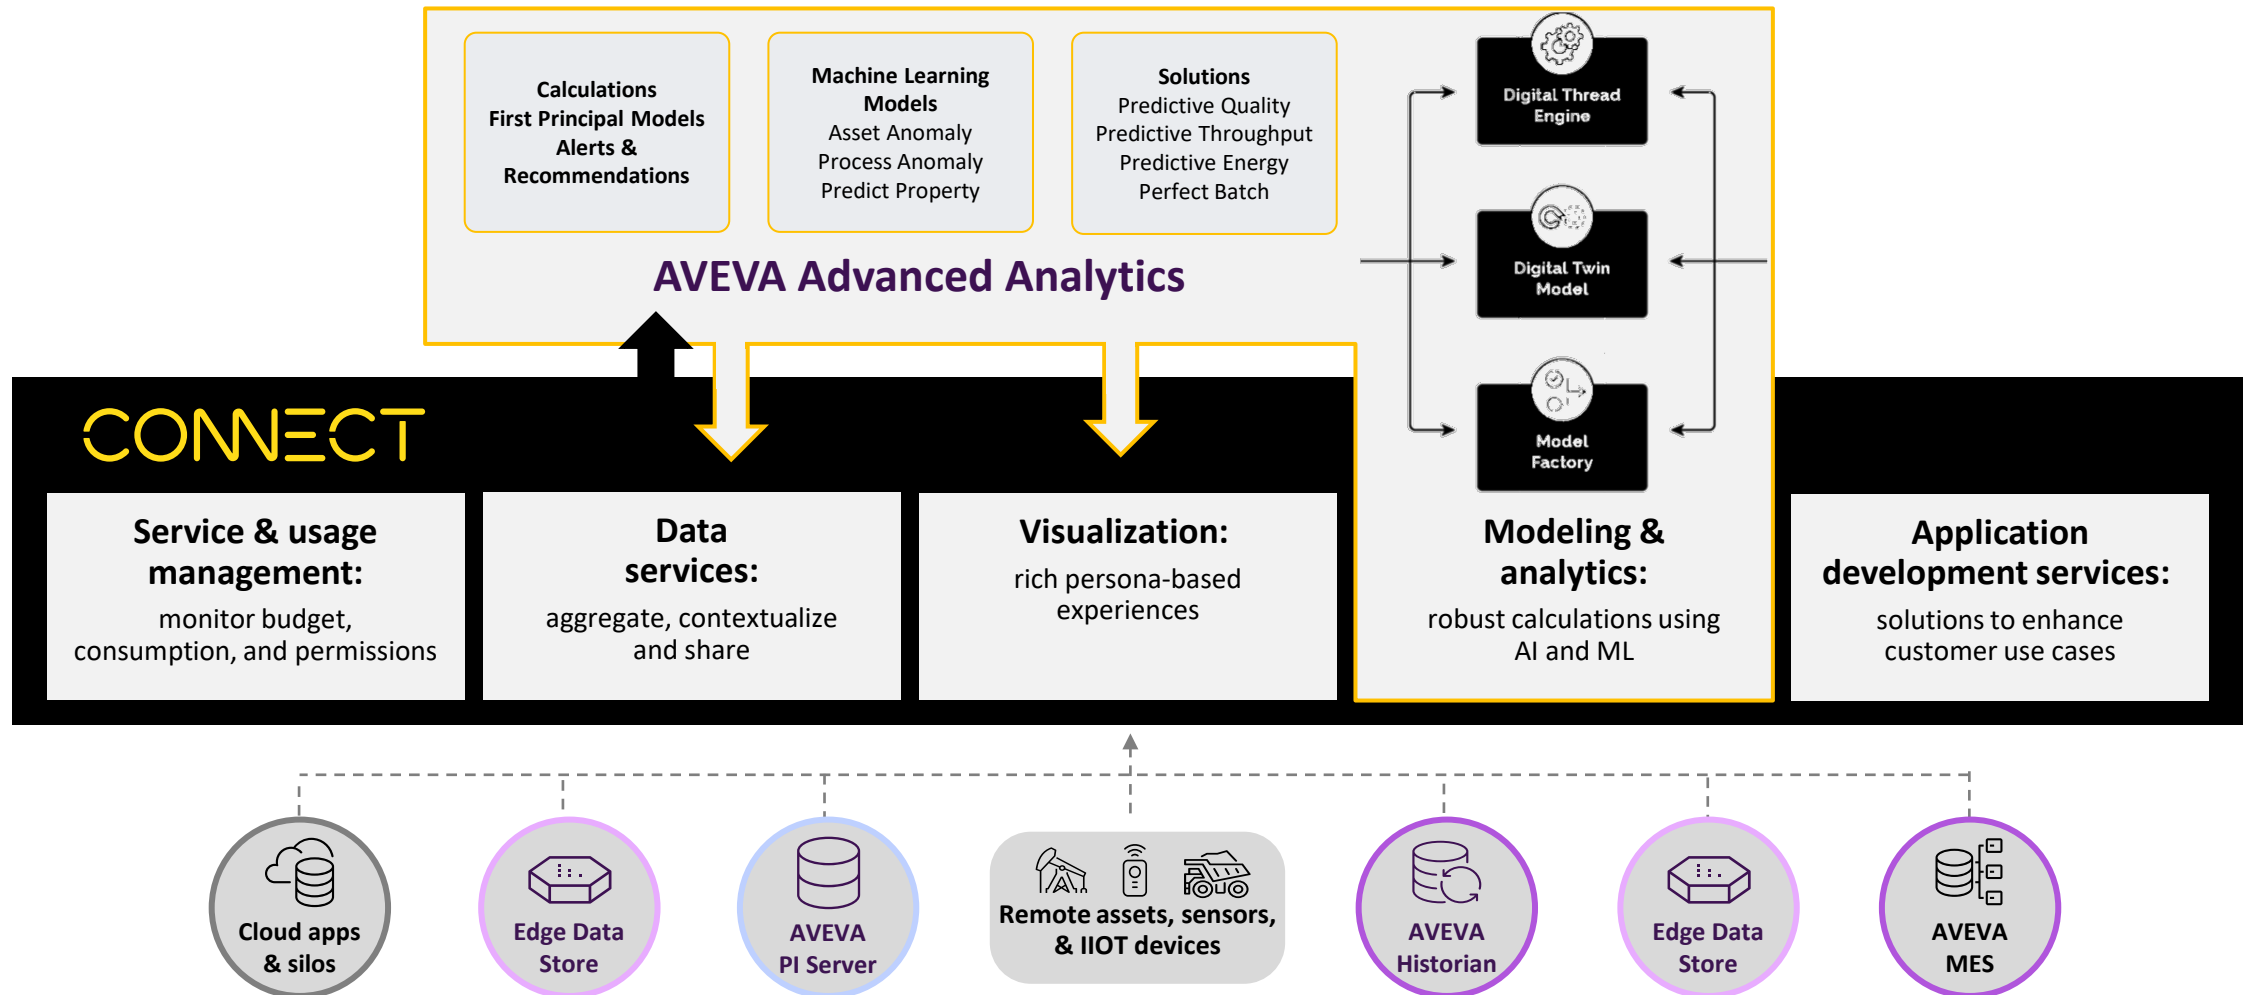 Calculations
First Principal Models
Alerts &
Recommendations
Machine Learning
Models
Asset Anomaly
Process Anomaly
Predict Property
Solutions
Predictive Quality
Predictive Throughput
Predictive Energy
Perfect Batch
AVEVA Advanced Analytics
Digital Thread
Engine
Digital Twin
Model
Model
Factory
CONNECT
Service & usage
management:
monitor budget,
consumption, and permissions
Data
services:
aggregate, contextualize
and share
Visualization:
rich persona-based
experiences
Modeling &
analytics:
robust calculations using
AI and ML
Application
development services:
solutions to enhance
customer use cases
Cloud apps
& silos
Edge Data
Store
AVEVA
PI Server
Remote assets, sensors,
& IIOT devices
AVEVA
Historian
Edge Data
Store
AVEVA
MES